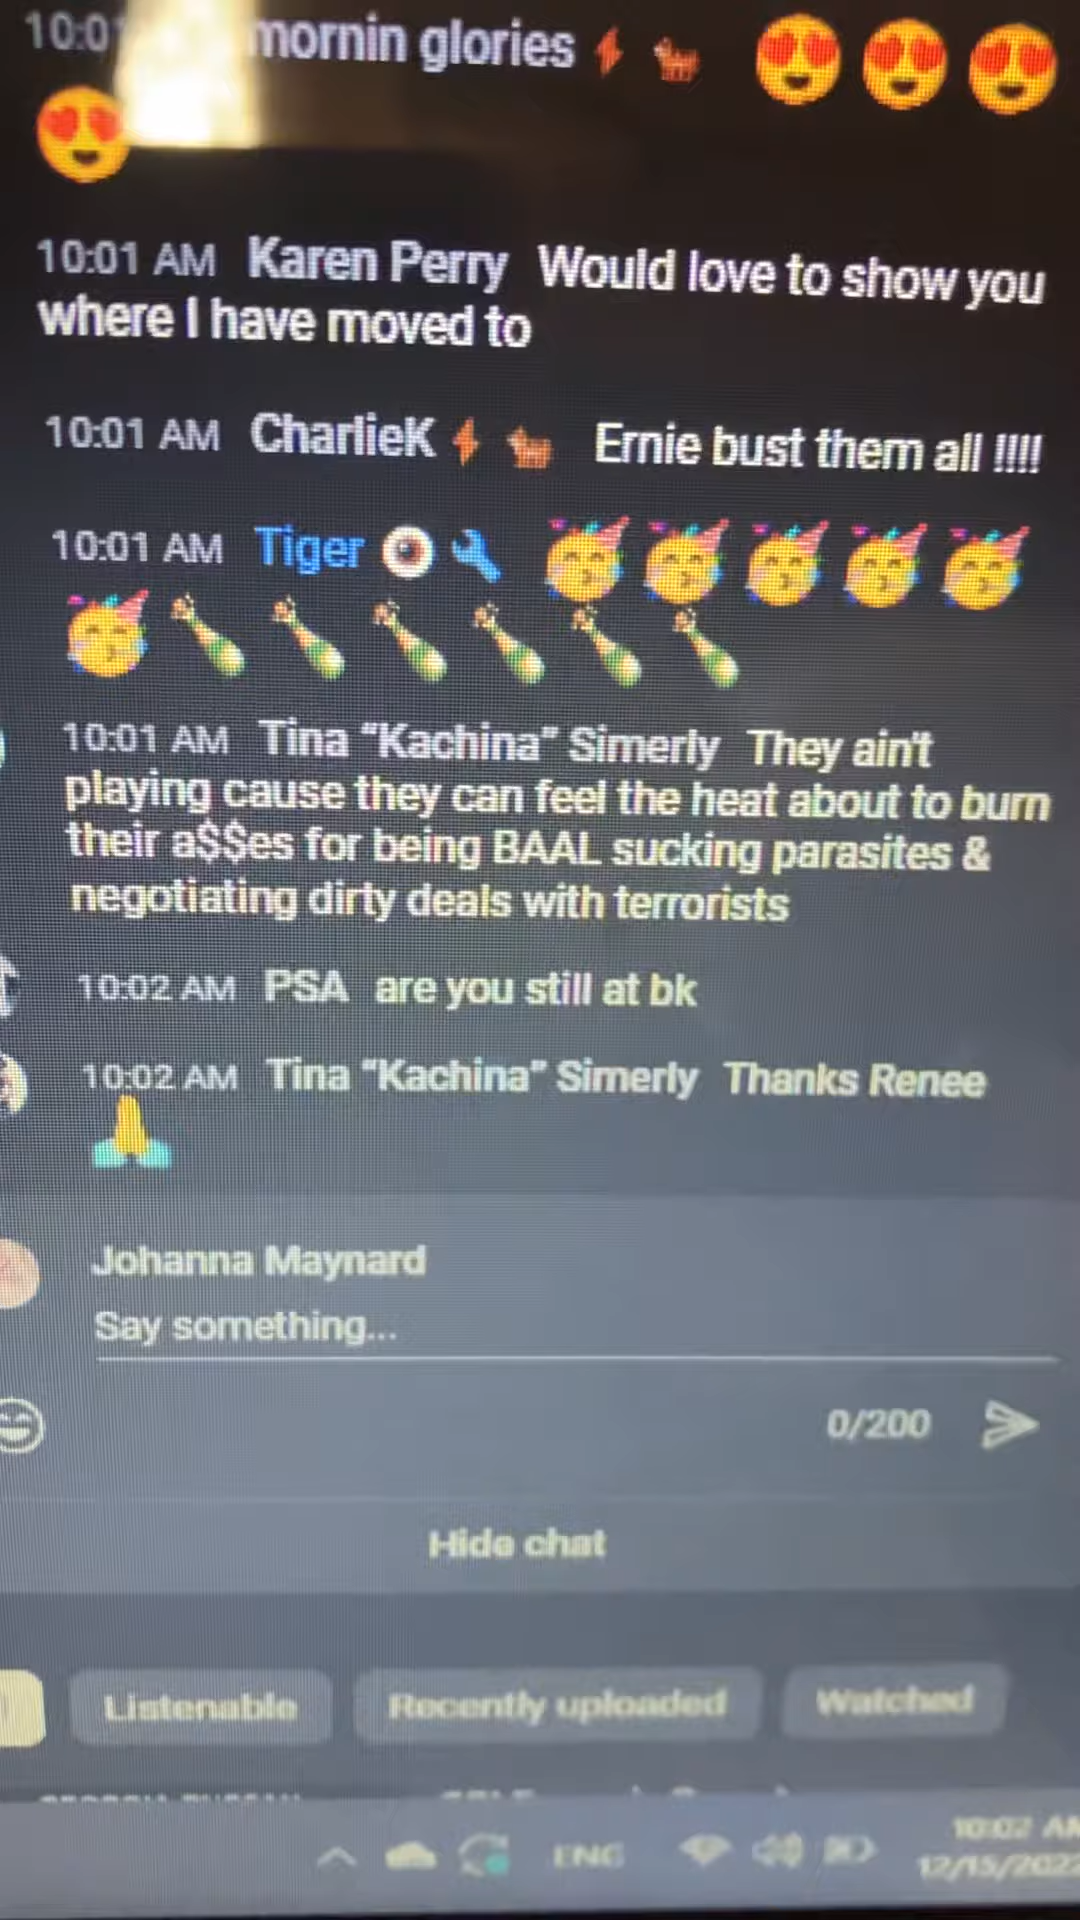 mornin glories ⚡ 🐕 😍 😍 😍
😍
10:01 AM Karen Perry Would love to show you
where I have moved to
10:01 AM CharlieK ⚡ 🐕 Ernie bust them all !!!!
10:01 AM Tiger 👁 🔧 🥳 🥳 🥳 🥳 🥳
🥳 🍾 🍾 🍾 🍾 🍾 🍾
10:01 AM Tina “Kachina” Simerly They ain't
playing cause they can feel the heat about to burn
their a$$es for being BAAL sucking parasites &
negotiating dirty deals with terrorists
10:02 AM PSA are you still at bk
10:02 AM Tina “Kachina” Simerly Thanks Renee
🙏
Johanna Maynard
Say something...
0/200
Hide chat
Listenable Recently uploaded Watched
ENG 10:02 AM
12/15/2022